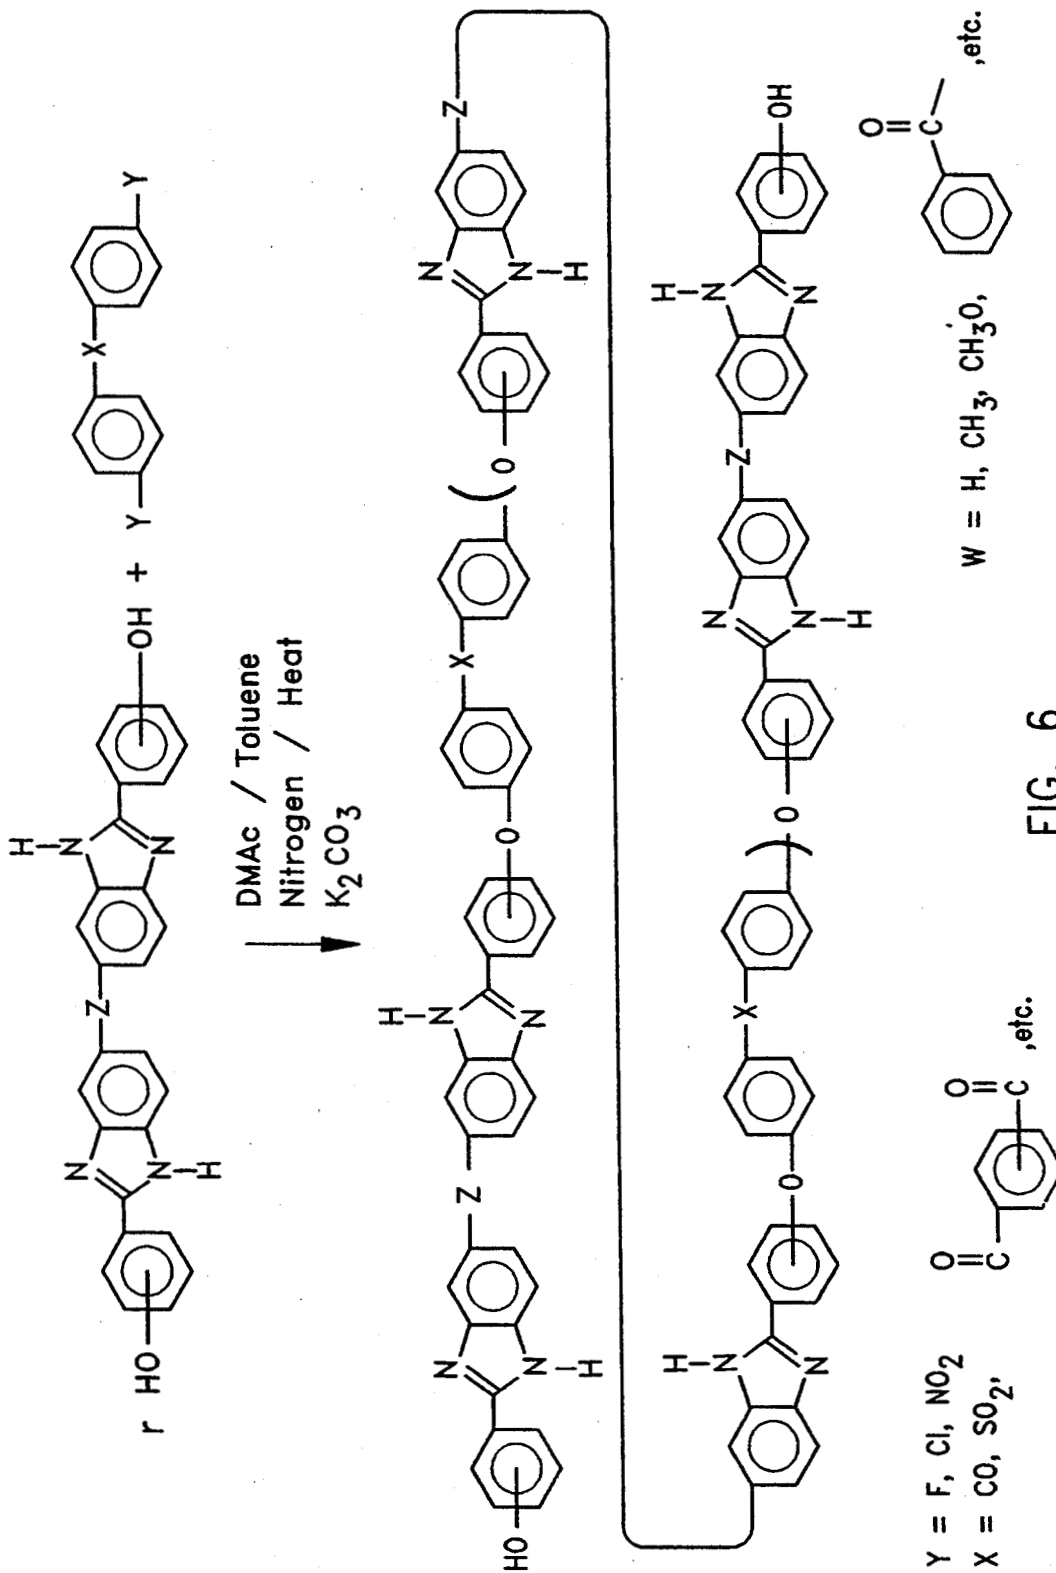 H
N
r HO Z OH + Y X Y
N N
N
H
DMAc / Toluene
Nitrogen / Heat
K2CO3
H
N
HO Z O X ( O Z
N N
N
H
N
N
H
H
N
Z O X ) O Z OH
N
N
N
H
H
N
N
Y = F, Cl, NO2
X = CO, SO2,
O O
C C ,etc.
W = H, CH3, CH3O,
O
C ,etc.
FIG. 6